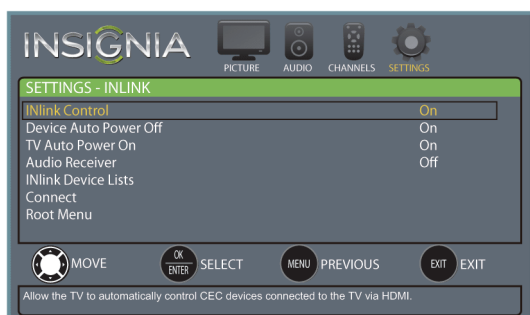 INSIGNIA
PICTURE AUDIO CHANNELS SETTINGS
SETTINGS - INLINK
INlink Control On
Device Auto Power Off On
TV Auto Power On On
Audio Receiver Off
INlink Device Lists
Connect
Root Menu
MOVE OK ENTER SELECT MENU PREVIOUS EXIT EXIT
Allow the TV to automatically control CEC devices connected to the TV via HDMI.